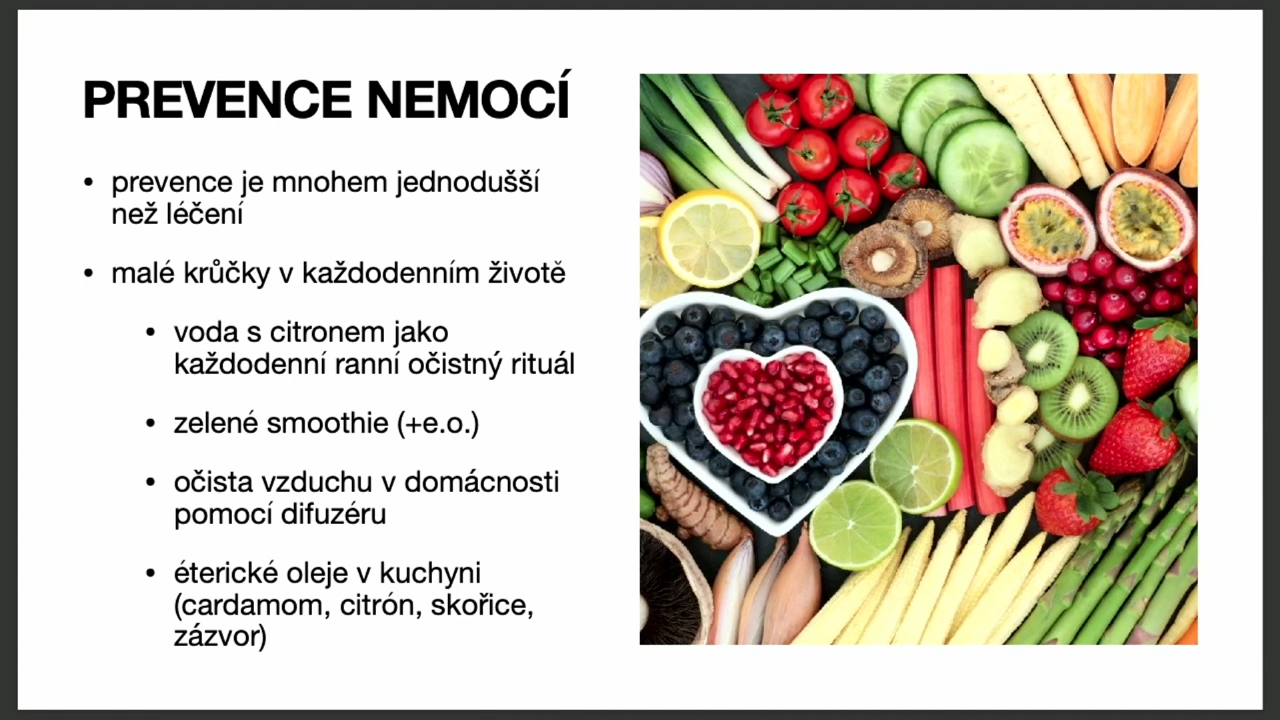 PREVENCE NEMOCÍ
• prevence je mnohem jednodušší
než léčení
• malé krůčky v každodenním životě
• voda s citronem jako
každodenní ranní očistný rituál
• zelené smoothie (+e.o.)
• očista vzduchu v domácnosti
pomocí difuzéru
• éterické oleje v kuchyni
(cardamom, citrón, skořice,
zázvor)